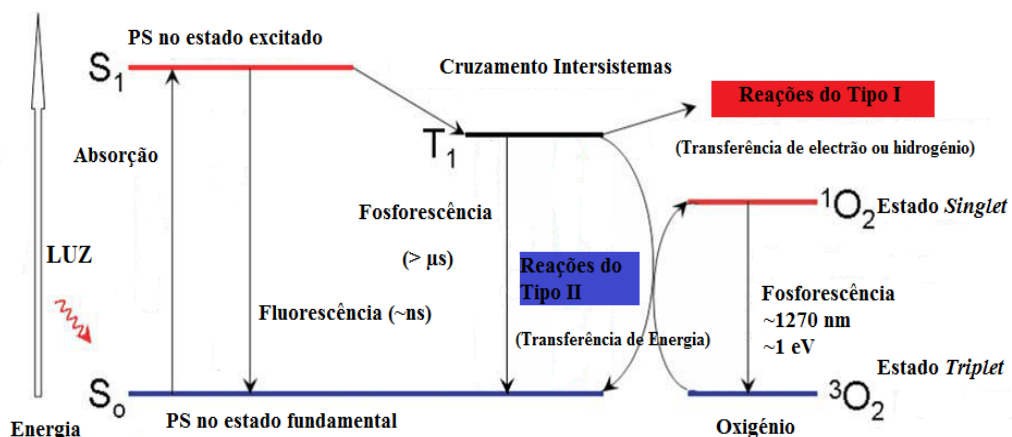 PS no estado excitado
S1
Cruzamento Intersistemas
Reações do Tipo I
(Transferência de electrão ou hidrogénio)
T1
Absorção
Fosforescência
(> µs)
1O2 Estado Singlet
LUZ
Reações do
Tipo II
(Transferência de Energia)
Fluorescência (~ns)
Fosforescência
~1270 nm
~1 eV
Estado Triplet
So
3O2
PS no estado fundamental
Energia
Oxigénio